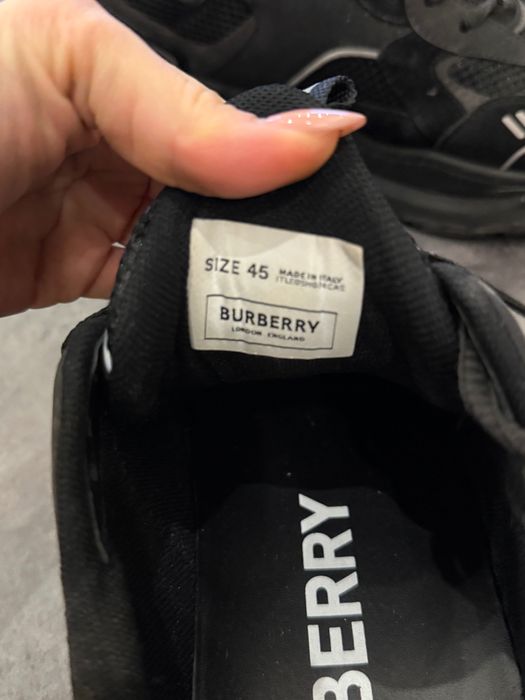 SIZE 45
MADE IN ITALY
BURBERRY
LONDON ENGLAND
BERRY